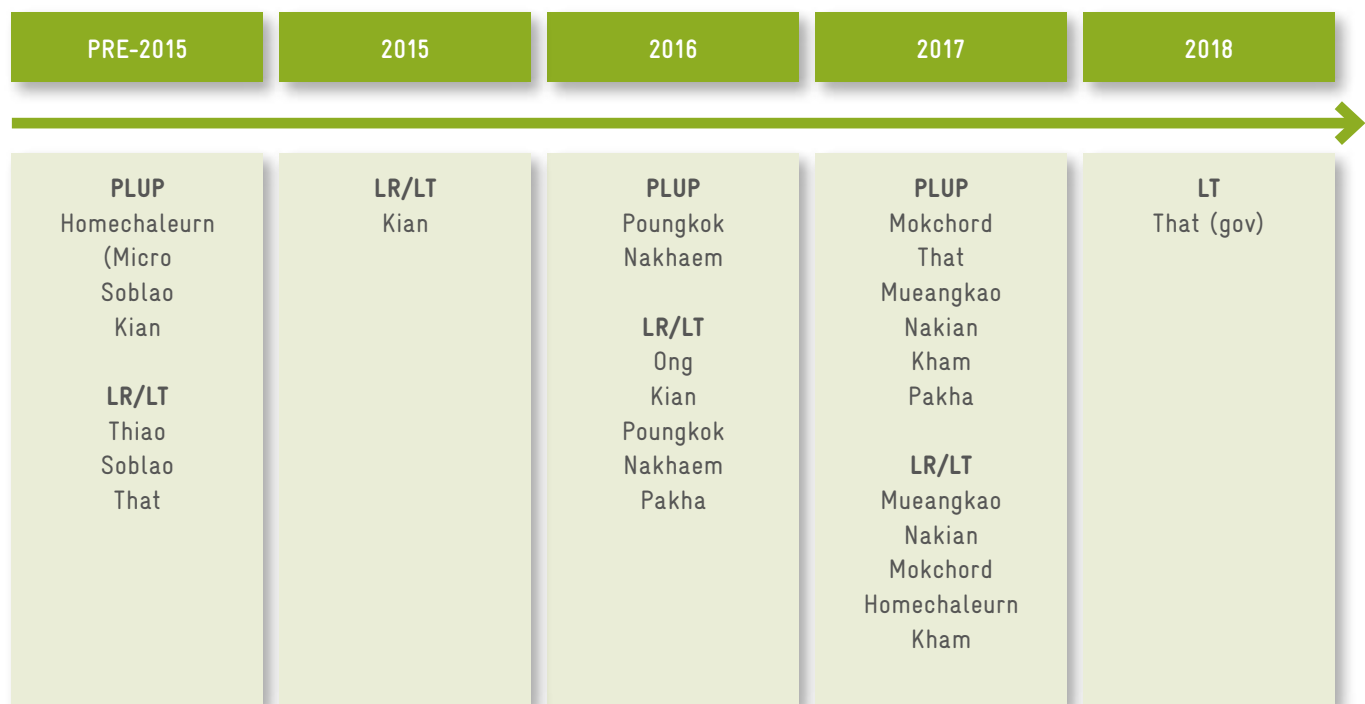 PRE-2015
2015
2016
2017
2018
PLUP
Homechaleurn
(Micro
Soblao
Kian
LR/LT
Thiao
Soblao
That
LR/LT
Kian
PLUP
Poungkok
Nakhaem
LR/LT
Ong
Kian
Poungkok
Nakhaem
Pakha
PLUP
Mokchord
That
Mueangkao
Nakian
Kham
Pakha
LR/LT
Mueangkao
Nakian
Mokchord
Homechaleurn
Kham
LT
That (gov)